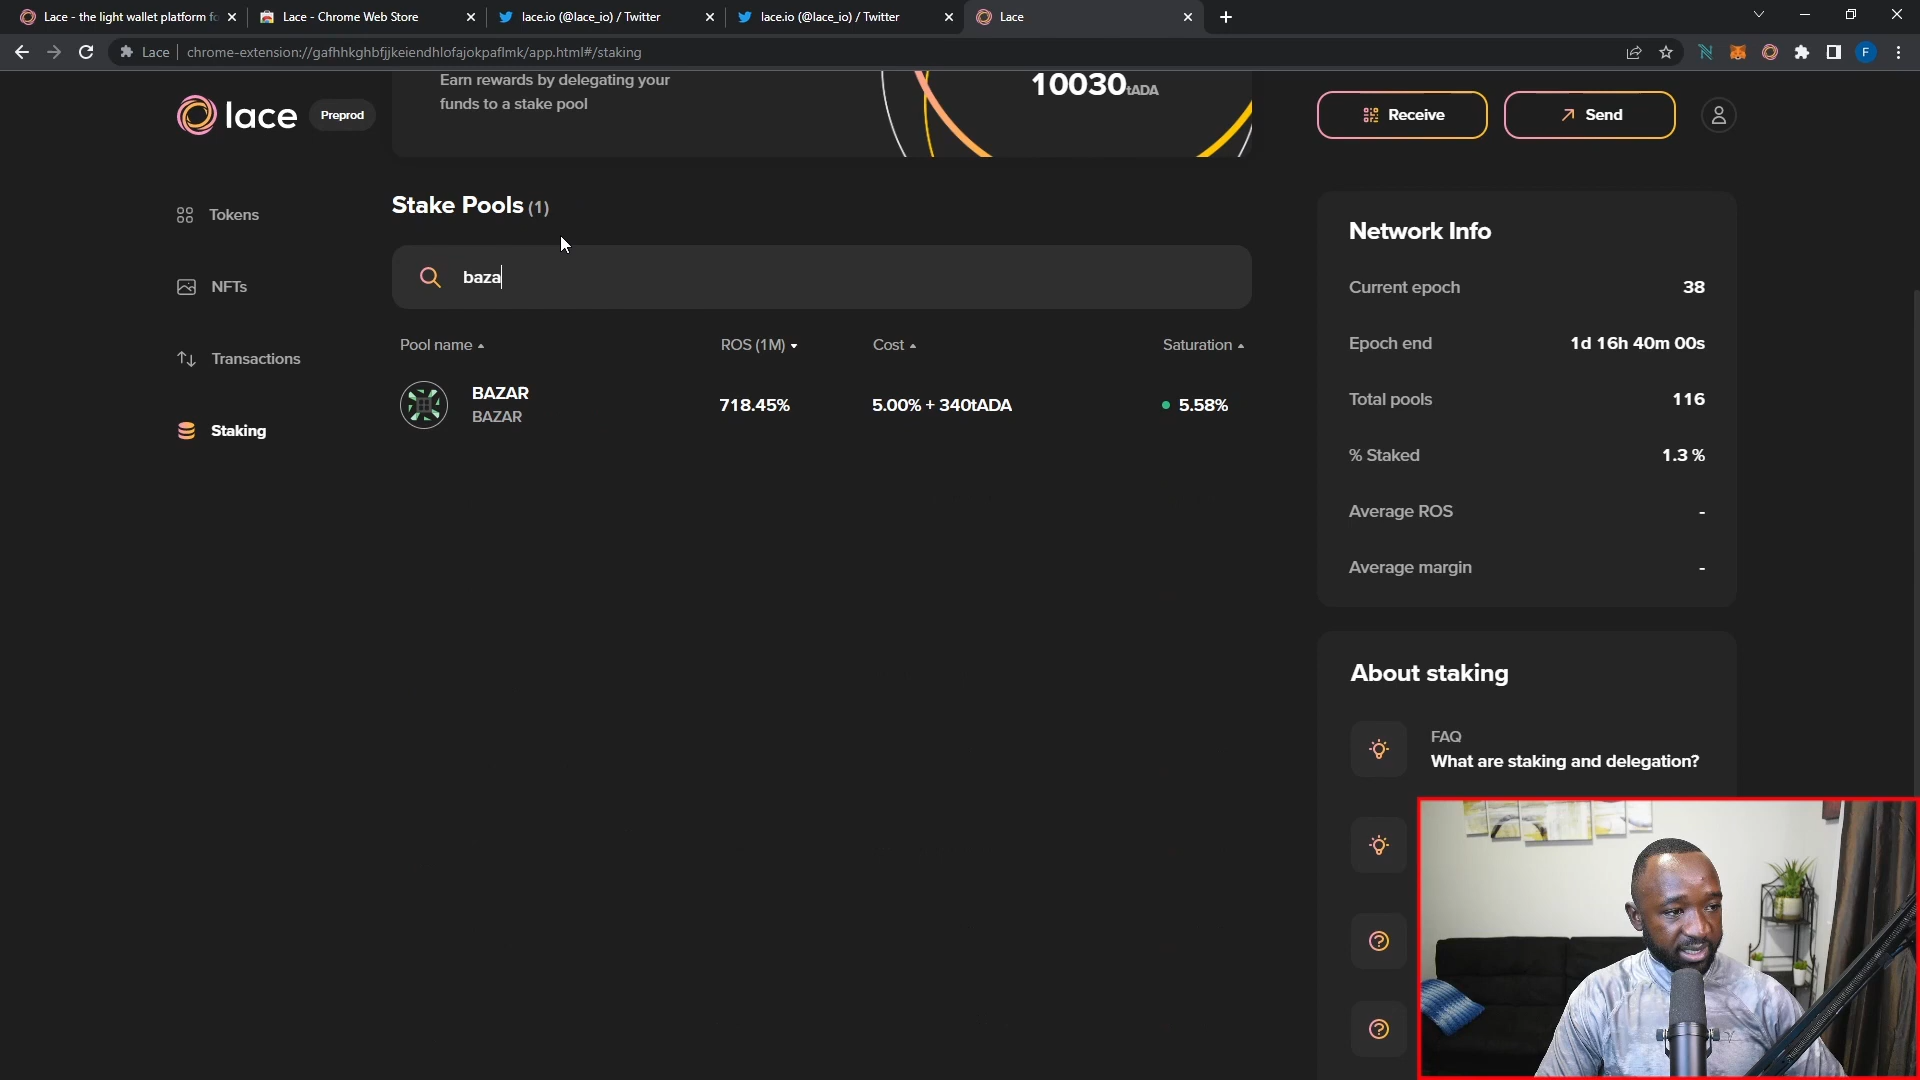 Lace - the light wallet platform fo
Lace - Chrome Web Store
lace.io (@lace_io) / Twitter
lace.io (@lace_io) / Twitter
Lace
Lace
chrome-extension://gafhhkghbfjjkeiendhlofajokpaflmk/app.html#/staking
F
lace
Preprod
Earn rewards by delegating your
funds to a stake pool
10030tADA
Receive
Send
Tokens
NFTs
Transactions
Staking
Stake Pools (1)
baza
Pool name
ROS (1M)
Cost
Saturation
BAZAR
BAZAR
718.45%
5.00% + 340tADA
5.58%
Network Info
Current epoch
38
Epoch end
1d 16h 40m 00s
Total pools
116
% Staked
1.3 %
Average ROS
-
Average margin
-
About staking
FAQ
What are staking and delegation?